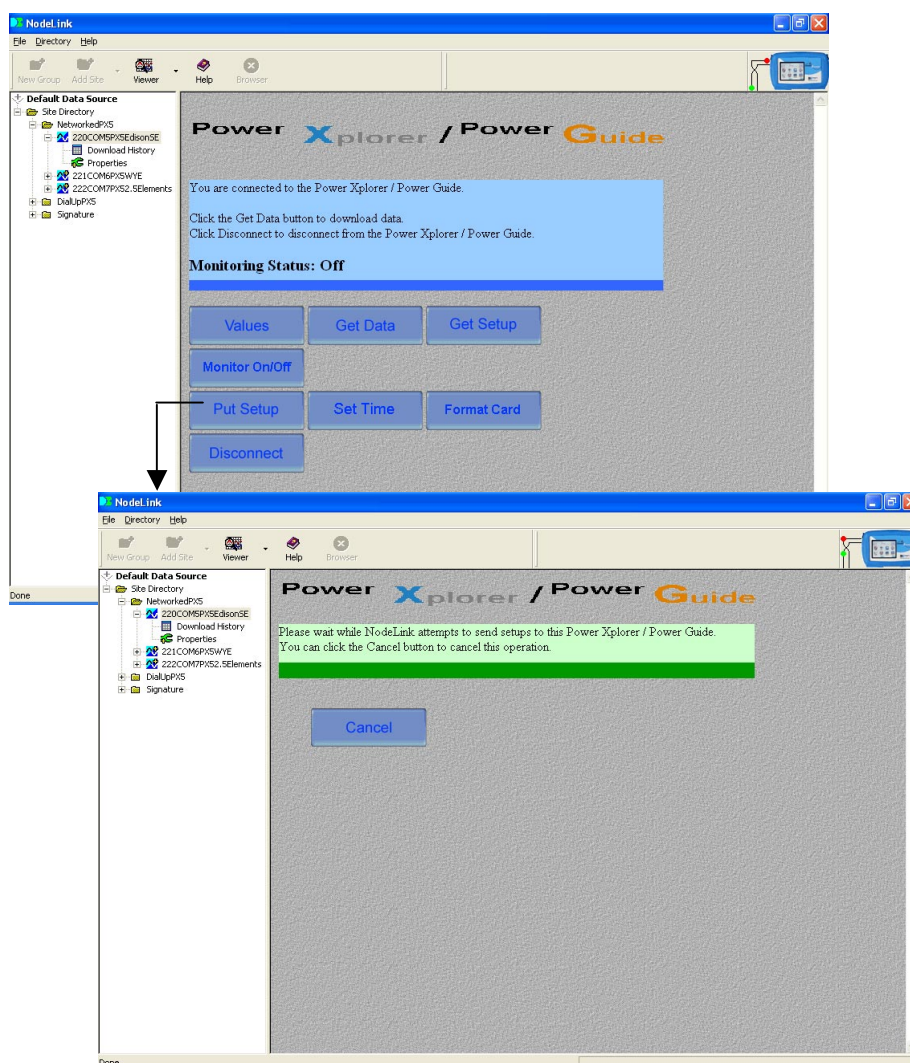 NodeLink
File Directory Help
New Group Add Site Viewer Help Browser
Default Data Source
Site Directory
NetworkedPX5
220COM5PX5EdisonSE
Download History
Properties
221COM6PX5WYE
222COM7PX52.5Elements
DialUpPX5
Signature
Power Xplorer / Power Guide
You are connected to the Power Xplorer / Power Guide.
Click the Get Data button to download data.
Click Disconnect to disconnect from the Power Xplorer / Power Guide.
Monitoring Status: Off
Values Get Data Get Setup
Monitor On/Off
Put Setup Set Time Format Card
Disconnect
Done
NodeLink
File Directory Help
New Group Add Site Viewer Help Browser
Default Data Source
Site Directory
NetworkedPX5
220COM5PX5EdisonSE
Download History
Properties
221COM6PX5WYE
222COM7PX52.5Elements
DialUpPX5
Signature
Power Xplorer / Power Guide
Please wait while NodeLink attempts to send setups to this Power Xplorer / Power Guide.
You can click the Cancel button to cancel this operation.
Cancel
Done